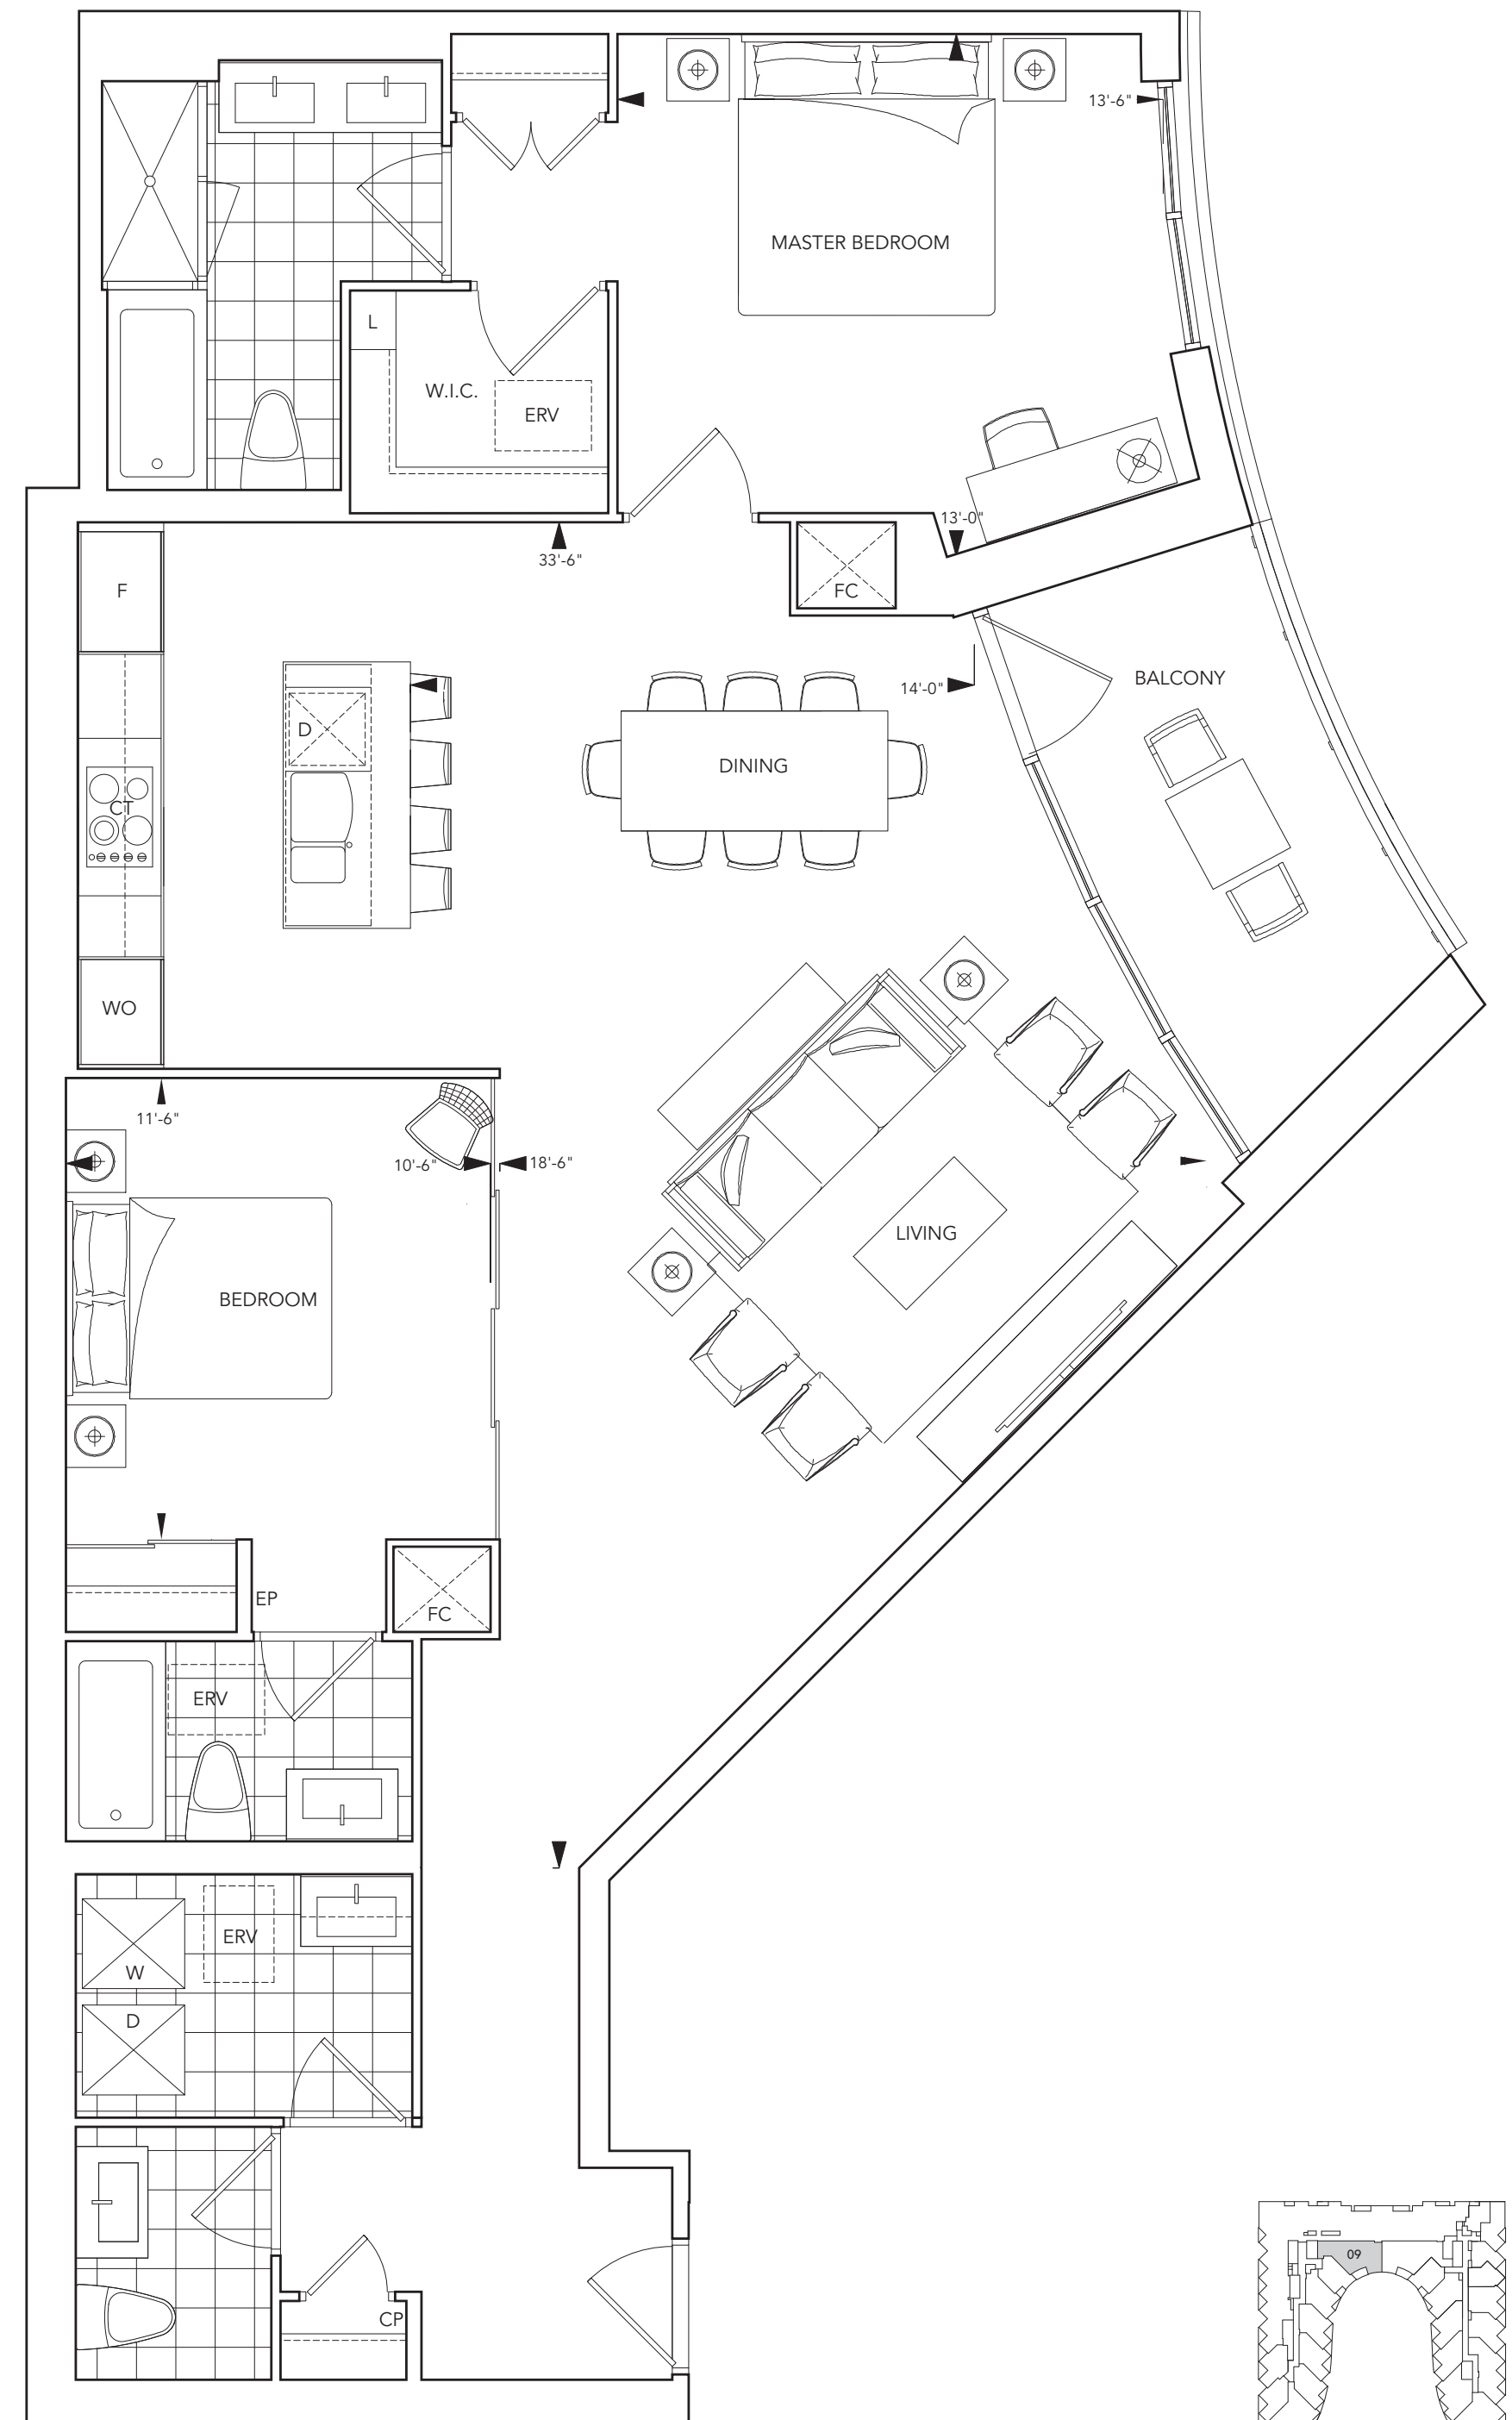 13'-6"
MASTER BEDROOM
L
W.I.C.
ERV
13'-0"
33'-6"
F
FC
BALCONY
14'-0"
D
DINING
CT
WO
11'-6"
10'-6"
18'-6"
LIVING
BEDROOM
EP
FC
ERV
ERV
W
D
09
CP